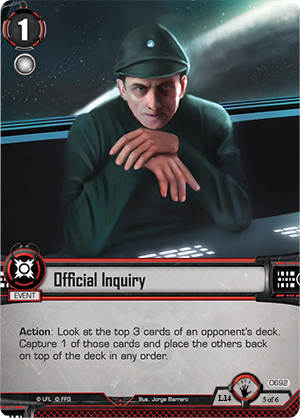 1
Official Inquiry
EVENT
Action: Look at the top 3 cards of an opponent's deck.
Capture 1 of those cards and place the others back
on top of the deck in any order.
0692
© LFL © FFG
Illus. Jorge Barrero
L14
5 of 6